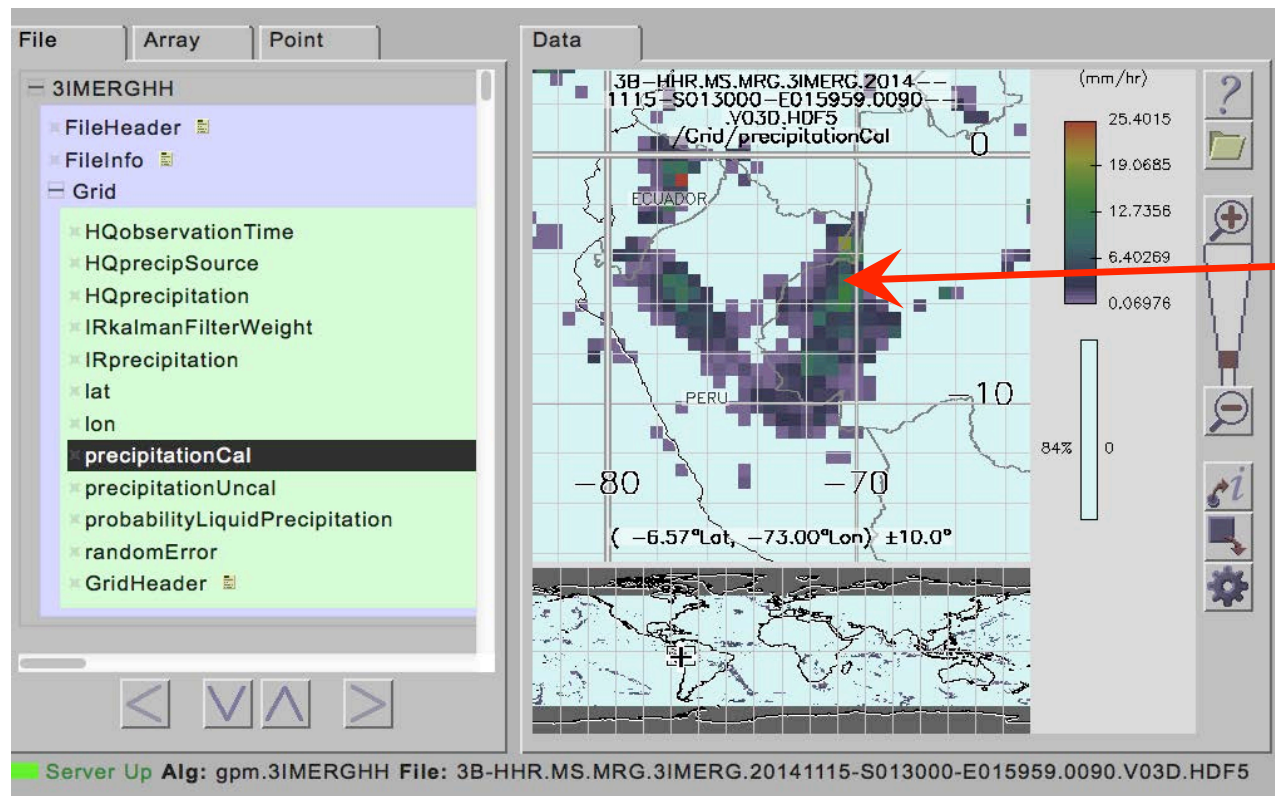 File Array Point
3IMERGHH
FileHeader
FileInfo
Grid
HQobservationTime
HQprecipSource
HQprecipitation
IRkalmanFilterWeight
IRprecipitation
lat
lon
precipitationCal
precipitationUncal
probabilityLiquidPrecipitation
randomError
GridHeader
Data
3B-HHR.MS.MRG.3IMERG.2014--
1115-S013000-E015959.0090--
.V03D.HDF5
/Grid/precipitationCal
0
ECUADOR
PERU
-10
-80 -70
( -6.57°Lat, -73.00°Lon) ±10.0°
(mm/hr)
25.4015
19.0685
12.7356
6.40269
0.06976
84% 0
?
i
Server Up Alg: gpm.3IMERGHH File: 3B-HHR.MS.MRG.3IMERG.20141115-S013000-E015959.0090.V03D.HDF5